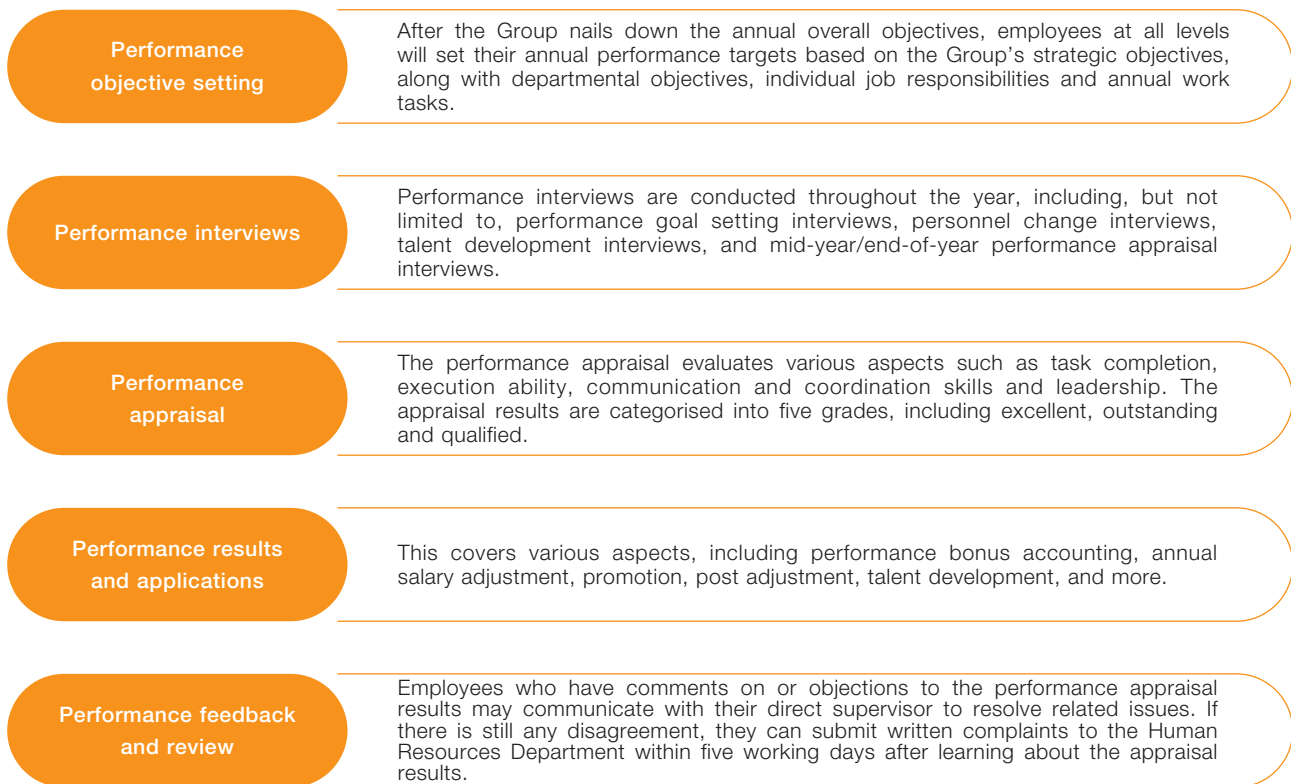 Performance
objective setting
After the Group nails down the annual overall objectives, employees at all levels
will set their annual performance targets based on the Group’s strategic objectives,
along with departmental objectives, individual job responsibilities and annual work
tasks.
Performance interviews
Performance interviews are conducted throughout the year, including, but not
limited to, performance goal setting interviews, personnel change interviews,
talent development interviews, and mid-year/end-of-year performance appraisal
interviews.
Performance
appraisal
The performance appraisal evaluates various aspects such as task completion,
execution ability, communication and coordination skills and leadership. The
appraisal results are categorised into five grades, including excellent, outstanding
and qualified.
Performance results
and applications
This covers various aspects, including performance bonus accounting, annual
salary adjustment, promotion, post adjustment, talent development, and more.
Performance feedback
and review
Employees who have comments on or objections to the performance appraisal
results may communicate with their direct supervisor to resolve related issues. If
there is still any disagreement, they can submit written complaints to the Human
Resources Department within five working days after learning about the appraisal
results.